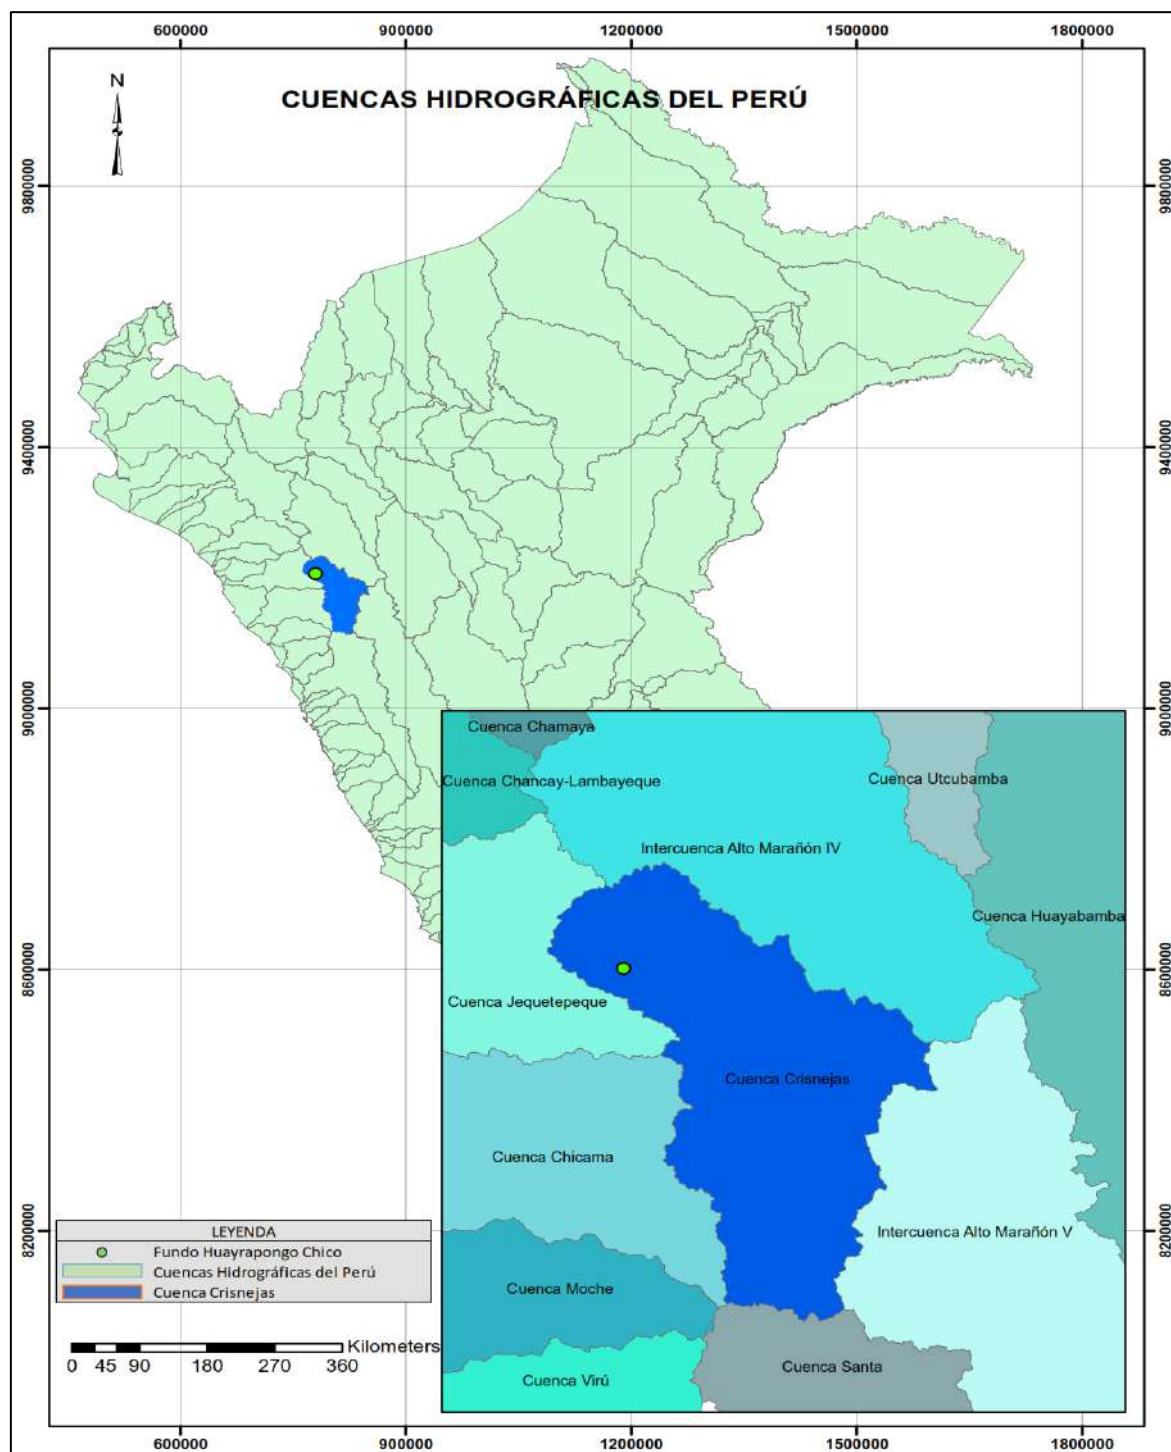 600000 900000 1200000 1500000 1800000
N
CUENCAS HIDROGRÁFICAS DEL PERÚ
9800000 9800000
9400000 9400000
9000000 9000000
8600000 8600000
8200000 8200000
Cuenca Chamaya
Cuenca Chancay-Lambayeque
Cuenca Utcubamba
Intercuenca Alto Marañón IV
Cuenca Huayabamba
Cuenca Jequetepeque
Cuenca Crisnejas
Cuenca Chicama
Intercuenca Alto Marañón V
Cuenca Moche
Cuenca Santa
Cuenca Virú
LEYENDA
Fundo Huayrapongo Chico
Cuencas Hidrográficas del Perú
Cuenca Crisnejas
Kilometers
0 45 90 180 270 360
600000 900000 1200000 1500000 1800000